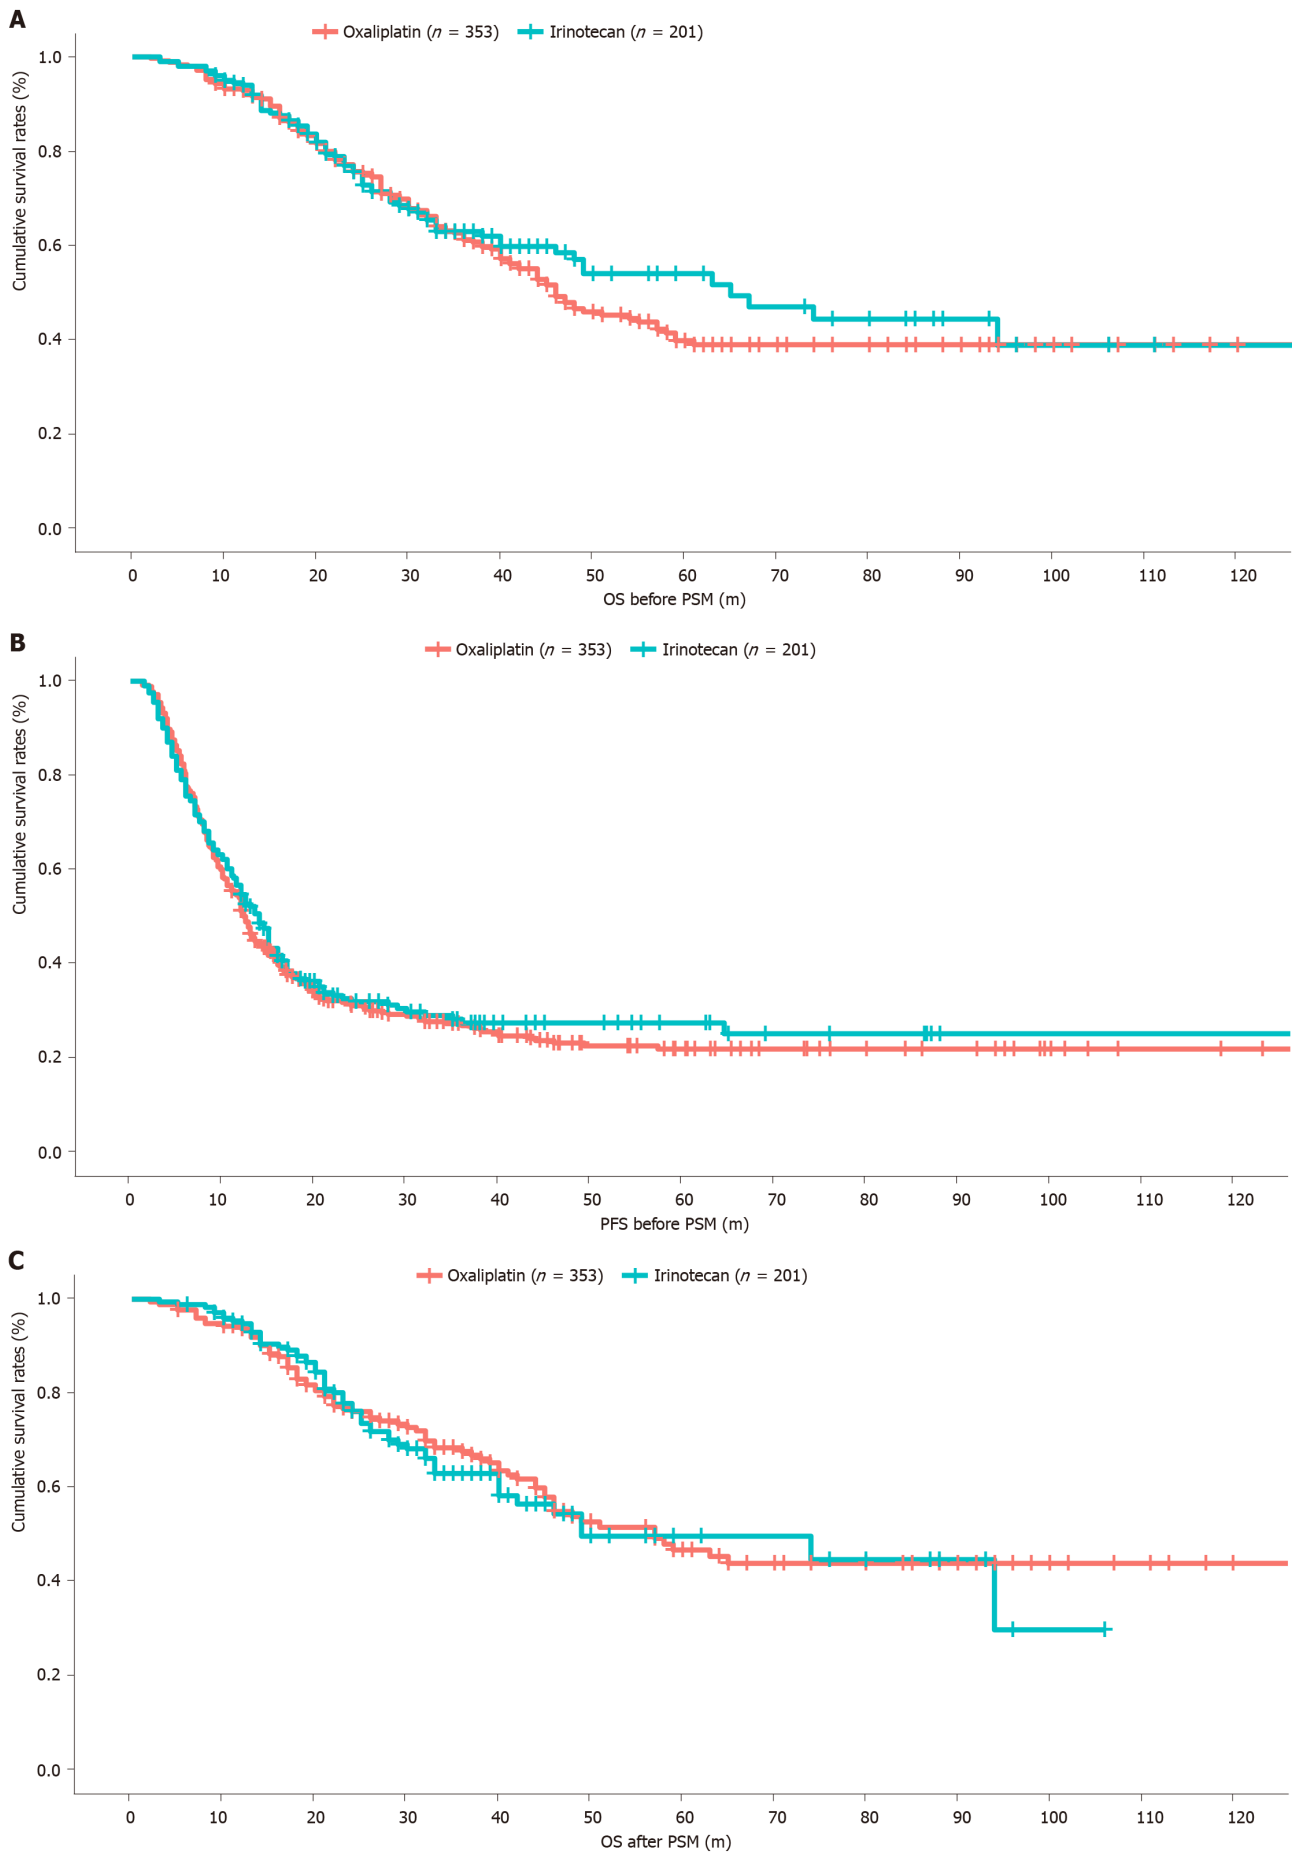 A
Oxaliplatin (n = 353) Irinotecan (n = 201)
Cumulative survival rates (%)
1.0
0.8
0.6
0.4
0.2
0.0
0 10 20 30 40 50 60 70 80 90 100 110 120
OS before PSM (m)
B
Oxaliplatin (n = 353) Irinotecan (n = 201)
Cumulative survival rates (%)
1.0
0.8
0.6
0.4
0.2
0.0
0 10 20 30 40 50 60 70 80 90 100 110 120
PFS before PSM (m)
C
Oxaliplatin (n = 353) Irinotecan (n = 201)
Cumulative survival rates (%)
1.0
0.8
0.6
0.4
0.2
0.0
0 10 20 30 40 50 60 70 80 90 100 110 120
OS after PSM (m)